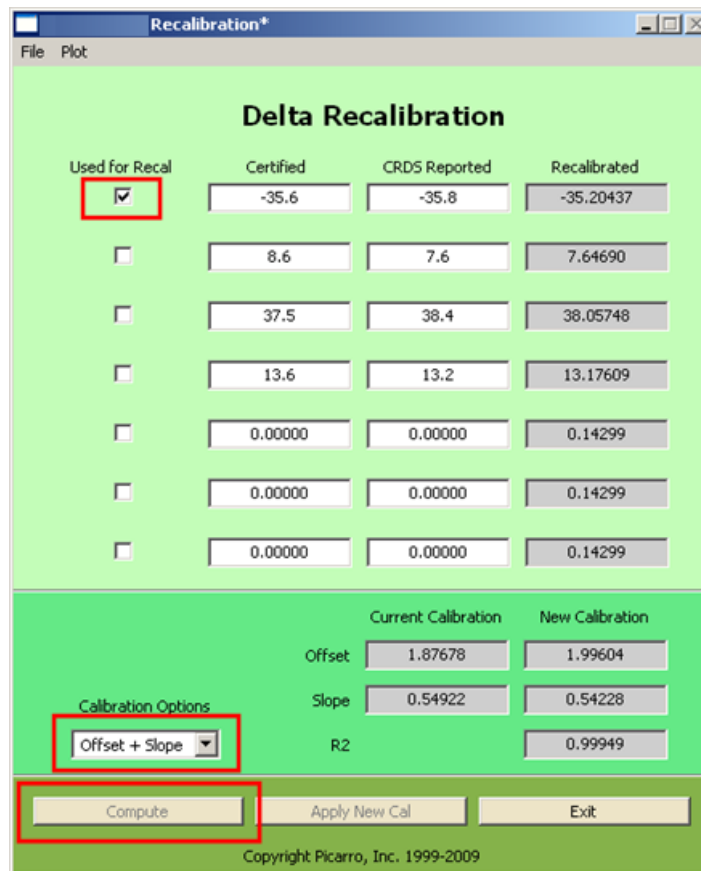 Recalibration*
File Plot
Delta Recalibration
Used for Recal Certified CRDS Reported Recalibrated
-35.6 -35.8 -35.20437
8.6 7.6 7.64690
37.5 38.4 38.05748
13.6 13.2 13.17609
0.00000 0.00000 0.14299
0.00000 0.00000 0.14299
0.00000 0.00000 0.14299
Current Calibration New Calibration
Offset 1.87678 1.99604
Calibration Options Slope 0.54922 0.54228
Offset + Slope R2 0.99949
Compute Apply New Cal Exit
Copyright Picarro, Inc. 1999-2009